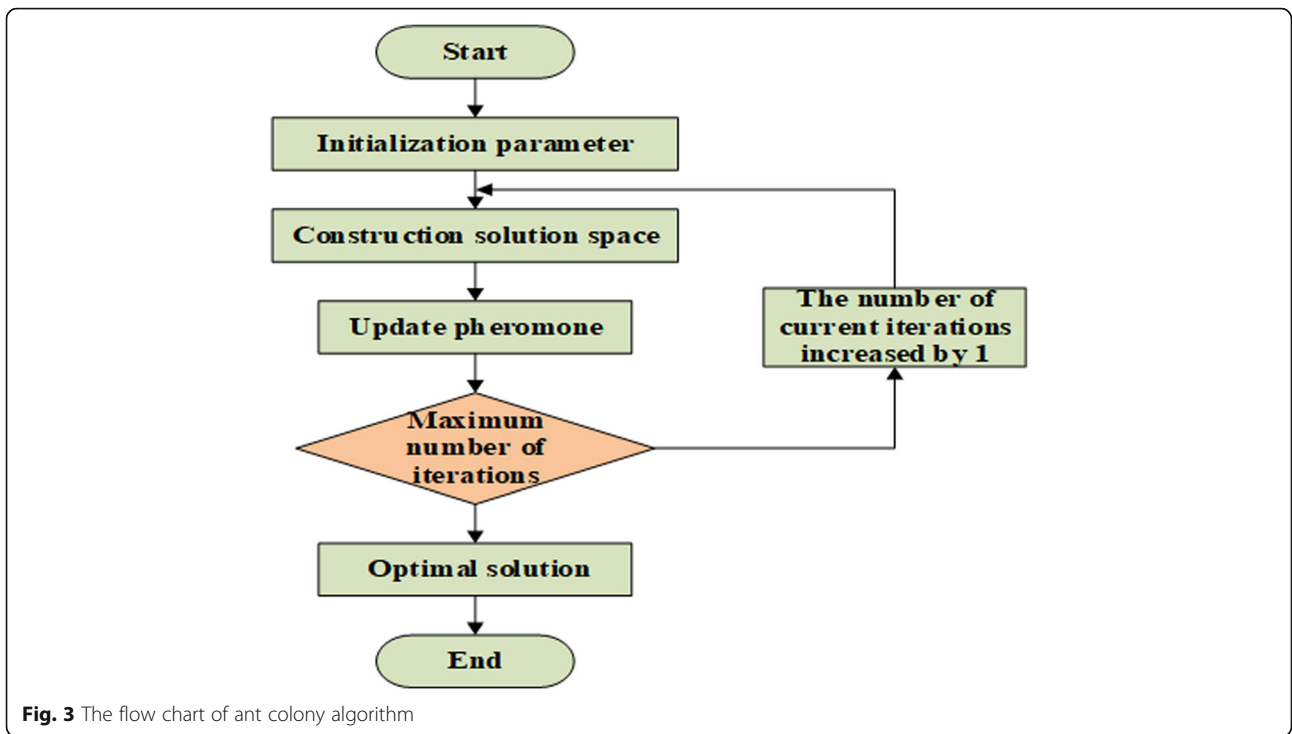 Start
Initialization parameter
Construction solution space
Update pheromone
The number of
current iterations
increased by 1
Maximum
number of
iterations
Optimal solution
End
Fig. 3 The flow chart of ant colony algorithm